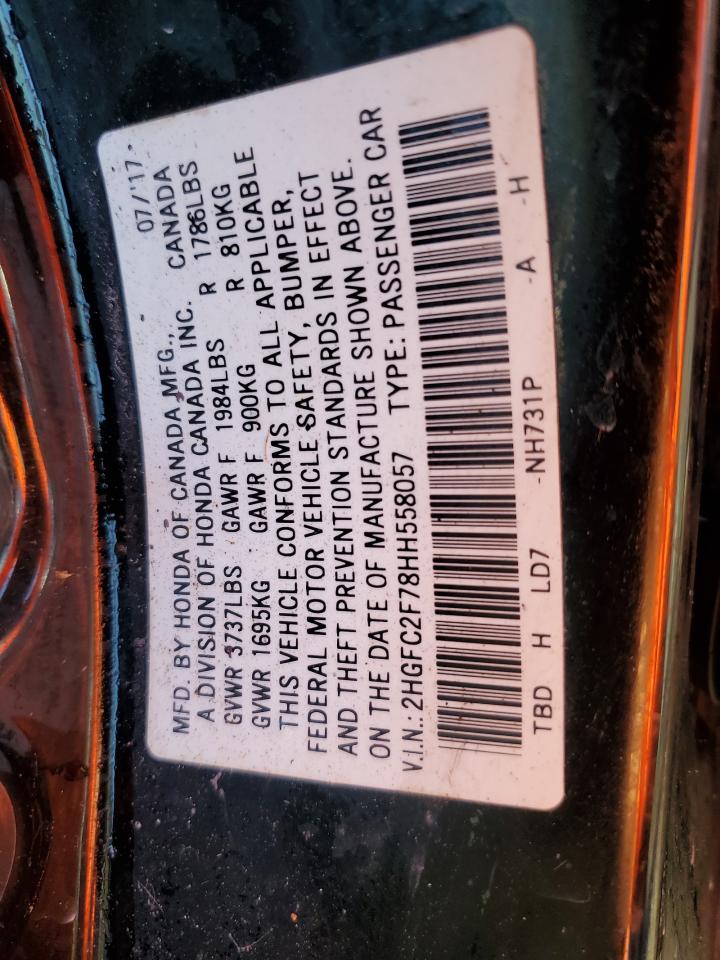 07/'17
MFD. BY HONDA OF CANADA MFG.,
A DIVISION OF HONDA CANADA INC. CANADA
GVWR 3737LBS GAWR F 1984LBS R 1786LBS
GVWR 1695KG GAWR F 900KG R 810KG
THIS VEHICLE CONFORMS TO ALL APPLICABLE
FEDERAL MOTOR VEHICLE SAFETY, BUMPER,
AND THEFT PREVENTION STANDARDS IN EFFECT
ON THE DATE OF MANUFACTURE SHOWN ABOVE.
V.I.N.: 2HGFC2F78HH558057 TYPE: PASSENGER CAR
TBD H LD7 -NH731P -A -H